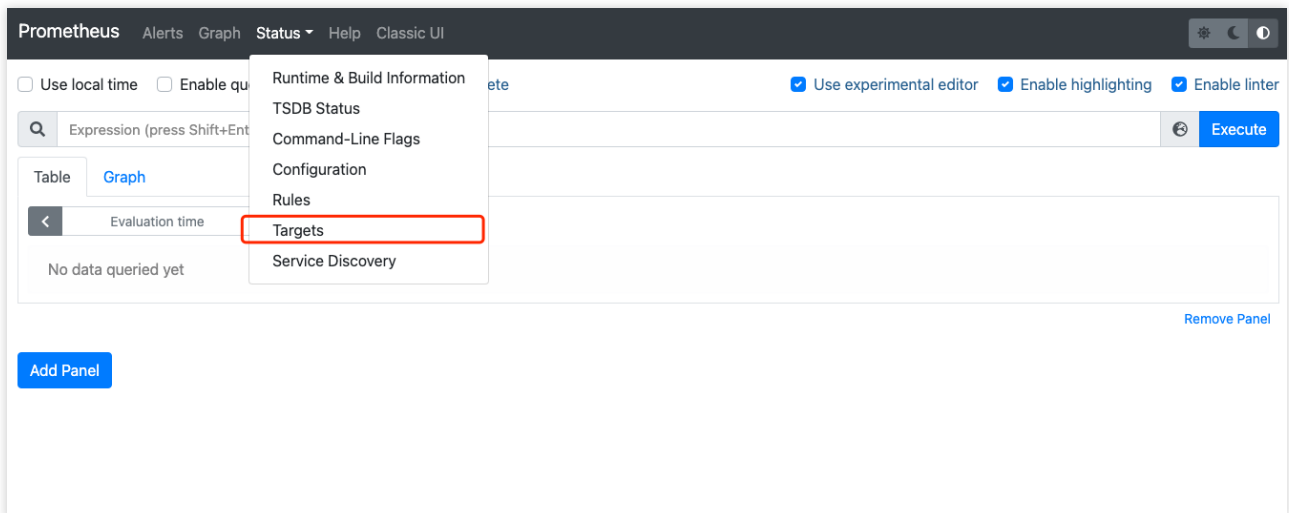 Prometheus Alerts Graph Status Help Classic UI
Use local time Enable qu ete Use experimental editor Enable highlighting Enable linter
Runtime & Build Information
TSDB Status
Command-Line Flags
Configuration
Rules
Targets
Service Discovery
Expression (press Shift+Ent Execute
Table Graph
Evaluation time
No data queried yet
Remove Panel
Add Panel